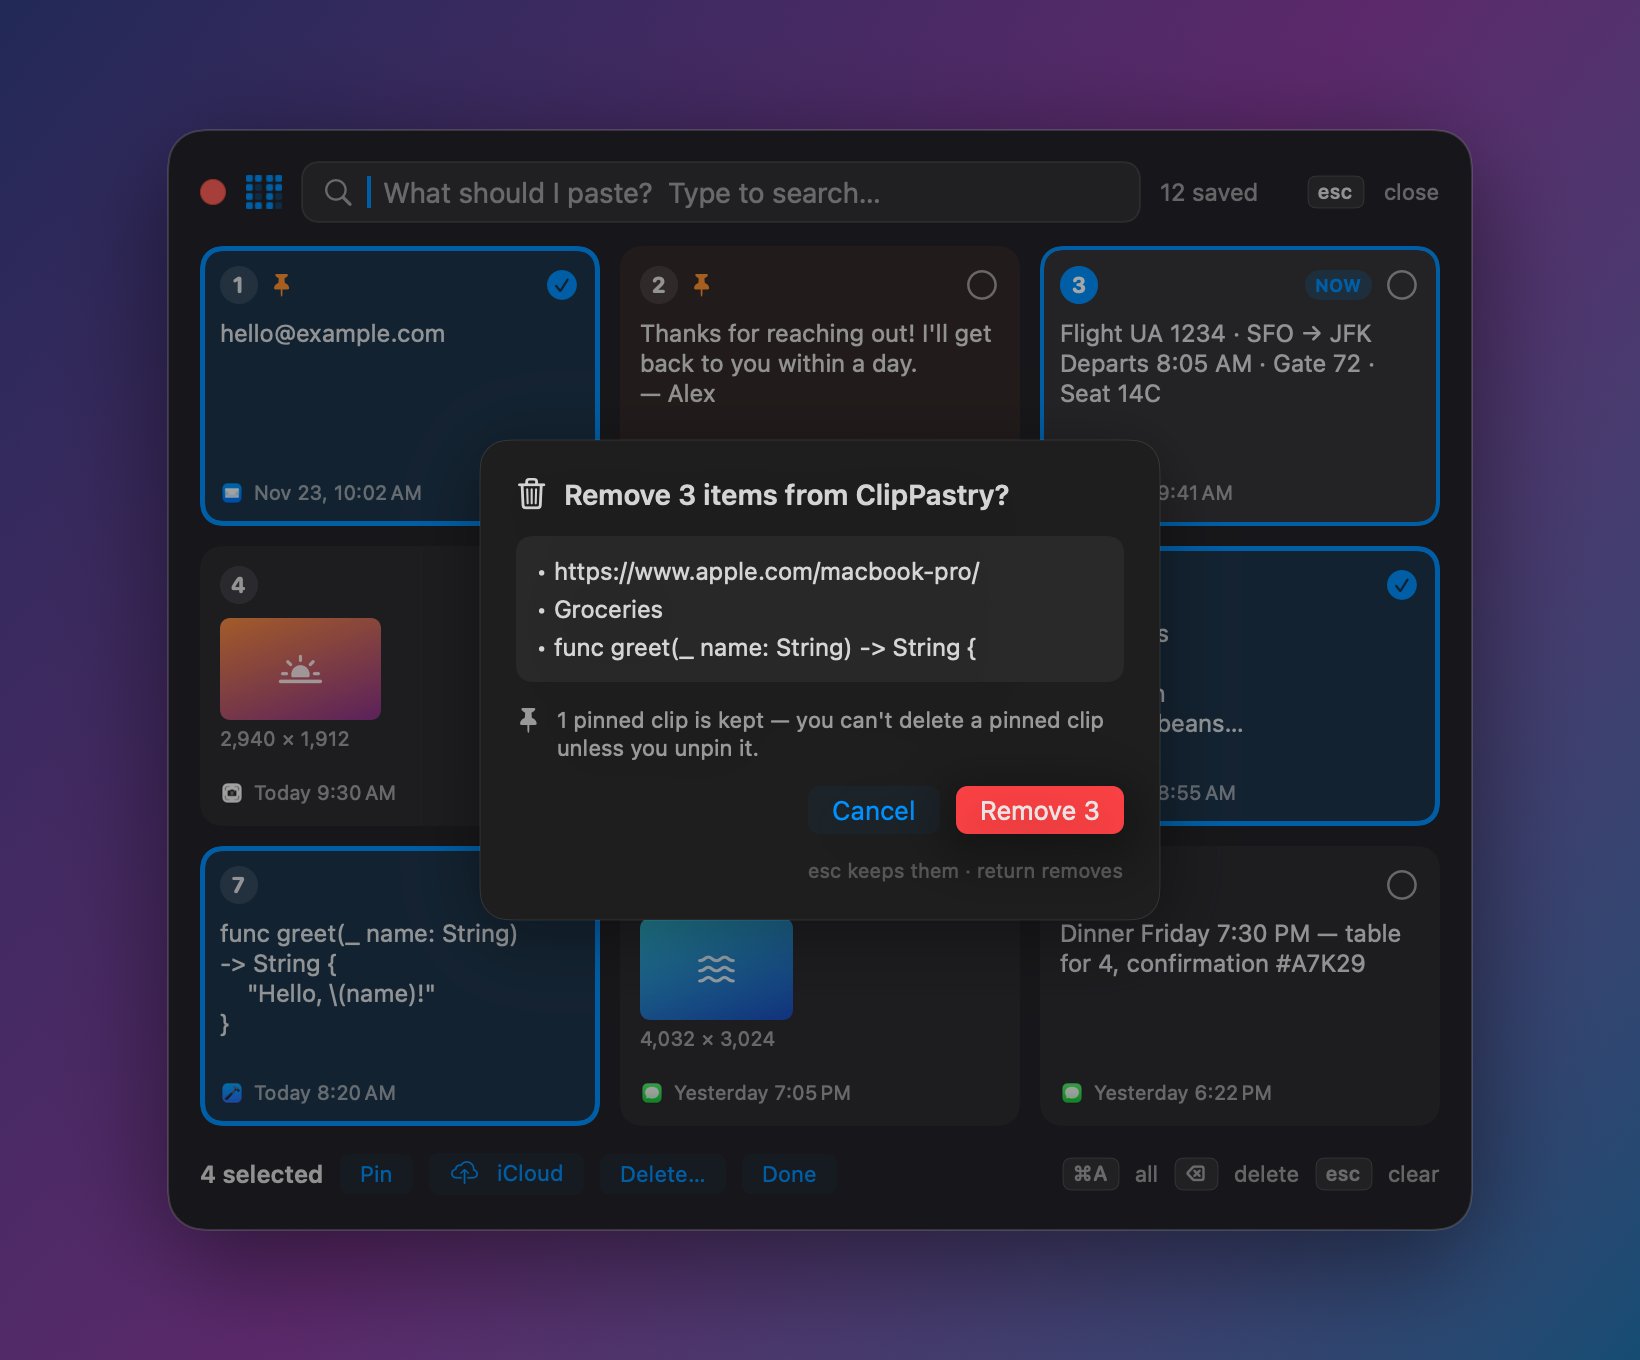 What should I paste?  Type to search...
12 saved
esc
close
1
hello@example.com
Nov 23, 10:02 AM
2
Thanks for reaching out! I'll get
back to you within a day.
— Alex
3
NOW
Flight UA 1234 · SFO → JFK
Departs 8:05 AM · Gate 72 ·
Seat 14C
9:41 AM
Remove 3 items from ClipPastry?
• https://www.apple.com/macbook-pro/
• Groceries
• func greet(_ name: String) -> String {
1 pinned clip is kept — you can't delete a pinned clip
unless you unpin it.
Cancel
Remove 3
esc keeps them · return removes
4
2,940 × 1,912
Today 9:30 AM
beans...
8:55 AM
7
func greet(_ name: String)
-> String {
"Hello, \(name)!"
}
Today 8:20 AM
4,032 × 3,024
Yesterday 7:05 PM
Dinner Friday 7:30 PM — table
for 4, confirmation #A7K29
Yesterday 6:22 PM
4 selected
Pin
iCloud
Delete...
Done
⌘A
all
delete
esc
clear